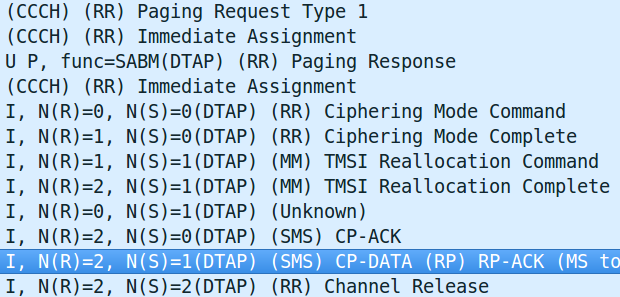 (CCCH) (RR) Paging Request Type 1
(CCCH) (RR) Immediate Assignment
U P, func=SABM(DTAP) (RR) Paging Response
(CCCH) (RR) Immediate Assignment
I, N(R)=0, N(S)=0(DTAP) (RR) Ciphering Mode Command
I, N(R)=1, N(S)=0(DTAP) (RR) Ciphering Mode Complete
I, N(R)=1, N(S)=1(DTAP) (MM) TMSI Reallocation Command
I, N(R)=2, N(S)=1(DTAP) (MM) TMSI Reallocation Complete
I, N(R)=0, N(S)=1(DTAP) (Unknown)
I, N(R)=2, N(S)=0(DTAP) (SMS) CP-ACK
I, N(R)=2, N(S)=1(DTAP) (SMS) CP-DATA (RP) RP-ACK (MS to
I, N(R)=2, N(S)=2(DTAP) (RR) Channel Release